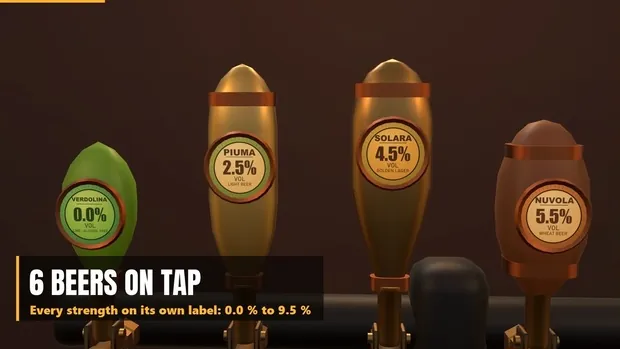 VERDOLINA
0.0%
VOL
PIUMA
2.5%
VOL
LIGHT BEER
SOLARA
4.5%
VOL
GOLDEN LAGER
NUVOLA
5.5%
VOL
WHEAT BEER
6 BEERS ON TAP
Every strength on its own label: 0.0 % to 9.5 %